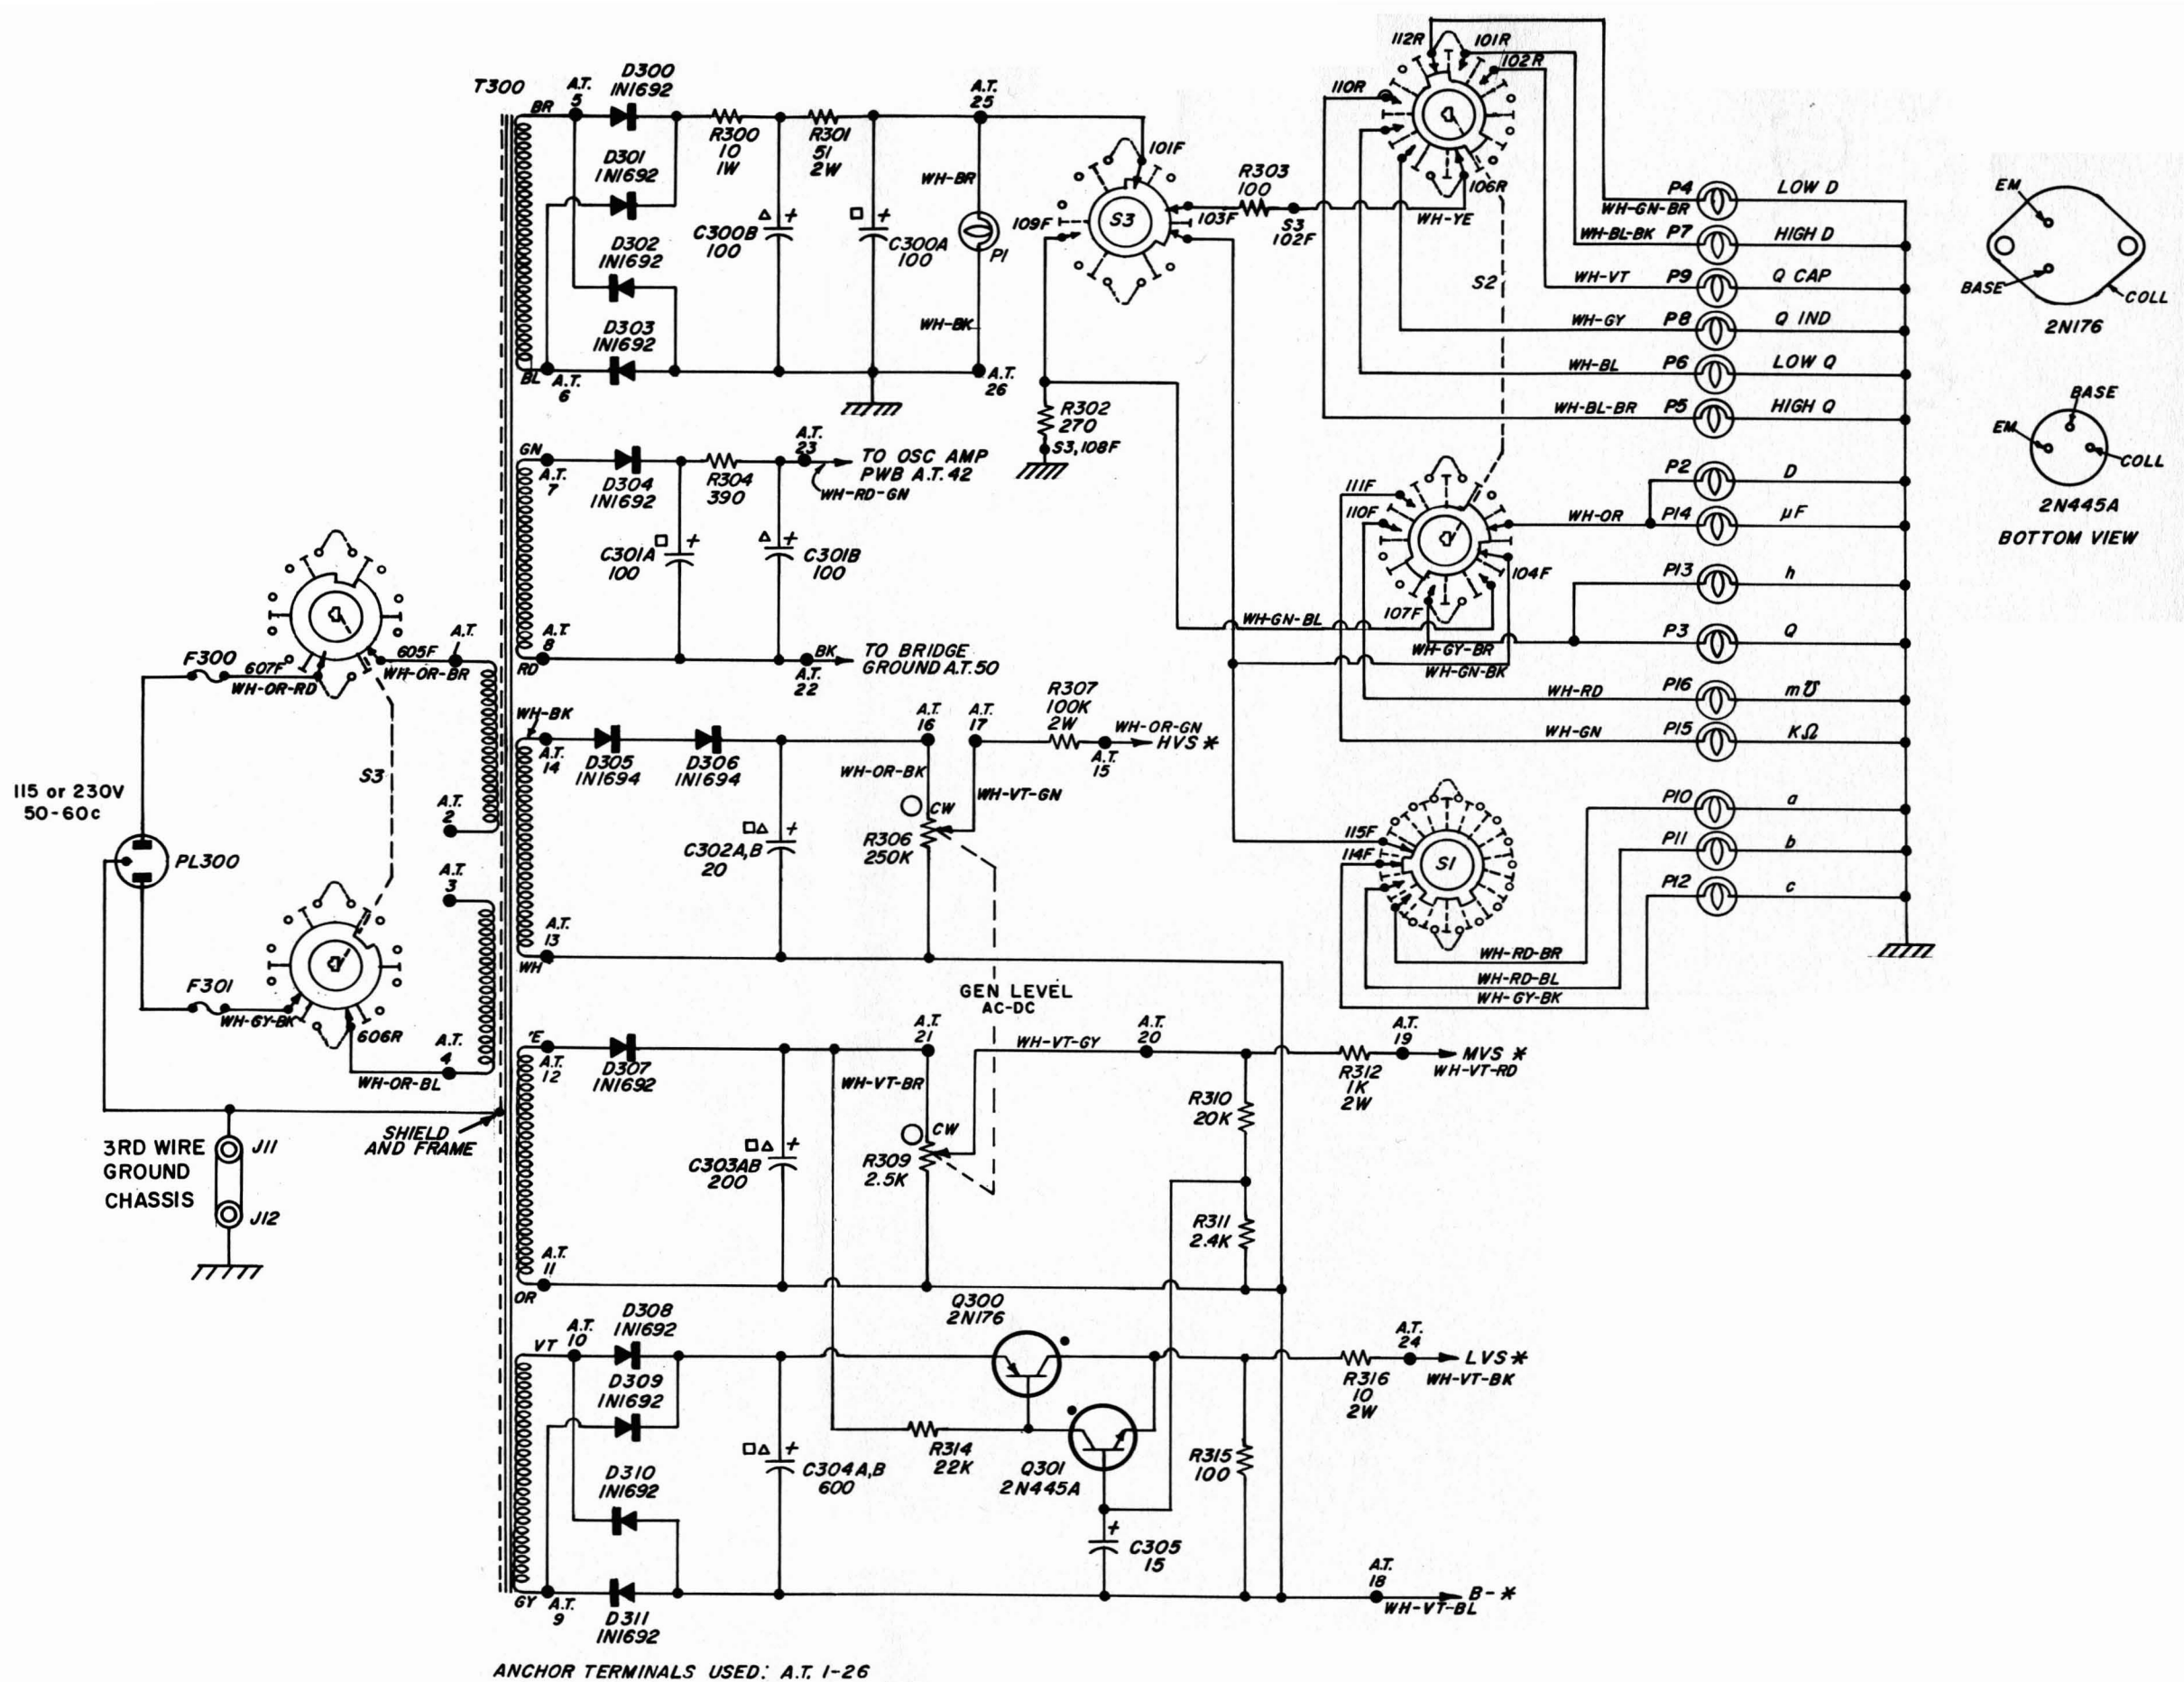 T300
BR
A.T.
5
D300
IN1692
D301
IN1692
D302
IN1692
D303
IN1692
BL
A.T.
6
R300
10
1W
R301
51
2W
C300B
100
C300A
100
A.T.
25
WH-BR
P1
WH-BK
A.T.
26
101F
109F
S3
103F
R303
100
S3
102F
R302
270
S3,108F
112R
101R
102R
110R
106R
WH-YE
S2
P4
WH-GN-BR
LOW D
WH-BL-BK
P7
HIGH D
WH-VT
P9
Q CAP
WH-GY
P8
Q IND
WH-BL
P6
LOW Q
WH-BL-BR
P5
HIGH Q
P2
D
WH-OR
P14
µF
P13
h
P3
Q
WH-RD
P16
m℧
WH-GN
P15
KΩ
P10
a
P11
b
P12
c
111F
110F
104F
107F
WH-GN-BL
WH-GY-BR
WH-GN-BK
115F
114F
S1
WH-RD-BR
WH-RD-BL
WH-GY-BK
EM
BASE
COLL
2N176
BASE
EM
COLL
2N445A
BOTTOM VIEW
GN
A.T.
7
D304
IN1692
R304
390
A.T.
23
TO OSC AMP
PWB A.T. 42
WH-RD-GN
C301A
100
C301B
100
A.T.
8
RD
BK
A.T.
22
TO BRIDGE
GROUND A.T.50
F300
607F
WH-OR-RD
605F
WH-OR-BR
A.T.
S3
115 or 230V
50-60c
PL300
A.T.
2
A.T.
3
F301
WH-GY-BK
606R
A.T.
4
WH-OR-BL
SHIELD
AND FRAME
3RD WIRE
GROUND
CHASSIS
J11
J12
WH-BK
A.T.
14
D305
IN1694
D306
IN1694
A.T.
16
A.T.
17
R307
100K
2W
WH-OR-GN
HVS *
A.T.
15
WH-OR-BK
WH-VT-GN
CW
R306
250K
C302A,B
20
A.T.
13
WH
GEN LEVEL
AC-DC
'E
A.T.
12
D307
IN1692
A.T.
21
WH-VT-BR
WH-VT-GY
A.T.
20
A.T.
19
MVS *
WH-VT-RD
R312
1K
2W
R310
20K
CW
R309
2.5K
C303AB
200
R311
2.4K
A.T.
11
OR
VT
A.T.
10
D308
IN1692
D309
IN1692
D310
IN1692
D311
IN1692
GY
A.T.
9
C304A,B
600
Q300
2N176
R314
22K
Q301
2N445A
C305
15
R315
100
R316
10
2W
A.T.
24
LVS *
WH-VT-BK
A.T.
18
B- *
WH-VT-BL
ANCHOR TERMINALS USED: A.T. 1-26